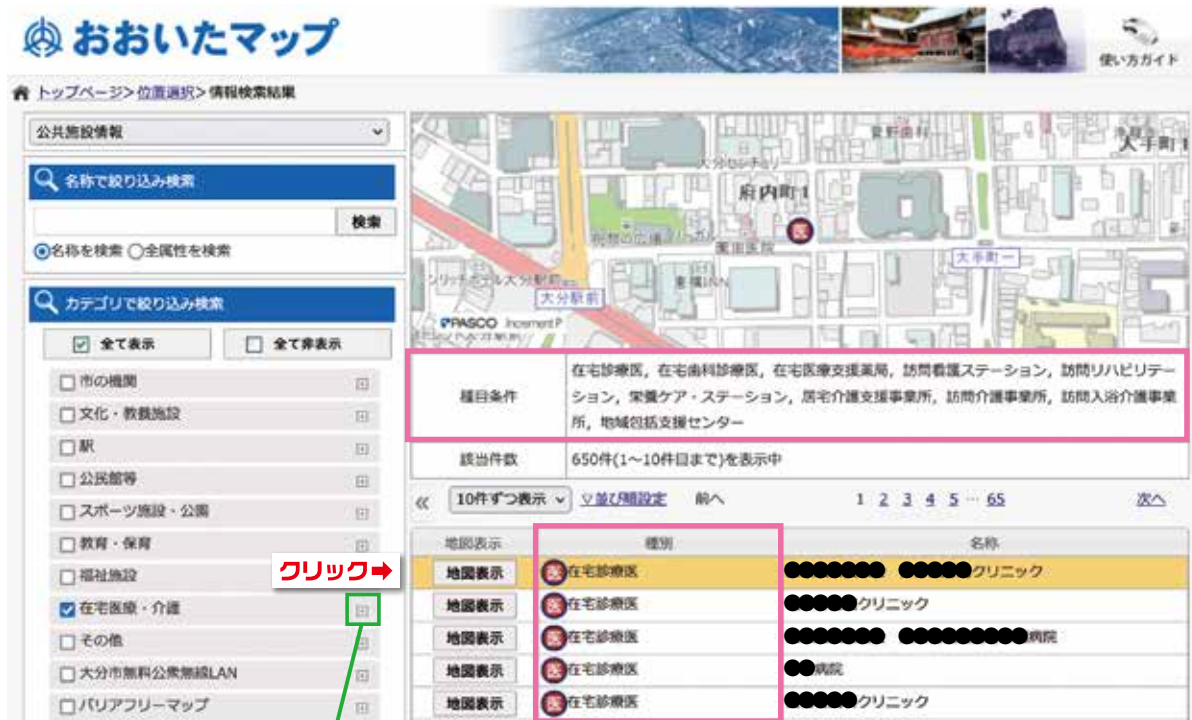 おおいたマップ
使い方ガイド
トップページ>位置選択>情報検索結果
公共施設情報
名称で絞り込み検索
検索
名称を検索 全属性を検索
カテゴリで絞り込み検索
全て表示 全て非表示
市の機関
文化・教養施設
駅
公民館等
スポーツ施設・公園
教育・保育
福祉施設
クリック➡
在宅医療・介護
その他
大分市無料公衆無線LAN
バリアフリーマップ
大手町1
府内町1
医
薗田医院
大手町一
東横INN
大分駅前
PASCO IncrementP
種目条件
在宅診療医, 在宅歯科診療医, 在宅医療支援薬局, 訪問看護ステーション, 訪問リハビリテー
ション, 栄養ケア・ステーション, 居宅介護支援事業所, 訪問介護事業所, 訪問入浴介護事業
所, 地域包括支援センター
該当件数 650件(1~10件目まで)を表示中
≪ 10件ずつ表示 ▽並び順設定 前へ 1 2 3 4 5 … 65 次へ
地図表示 種別 名称
地図表示 医 在宅診療医 クリニック
地図表示 医 在宅診療医 クリニック
地図表示 医 在宅診療医 病院
地図表示 医 在宅診療医 病院
地図表示 医 在宅診療医 クリニック